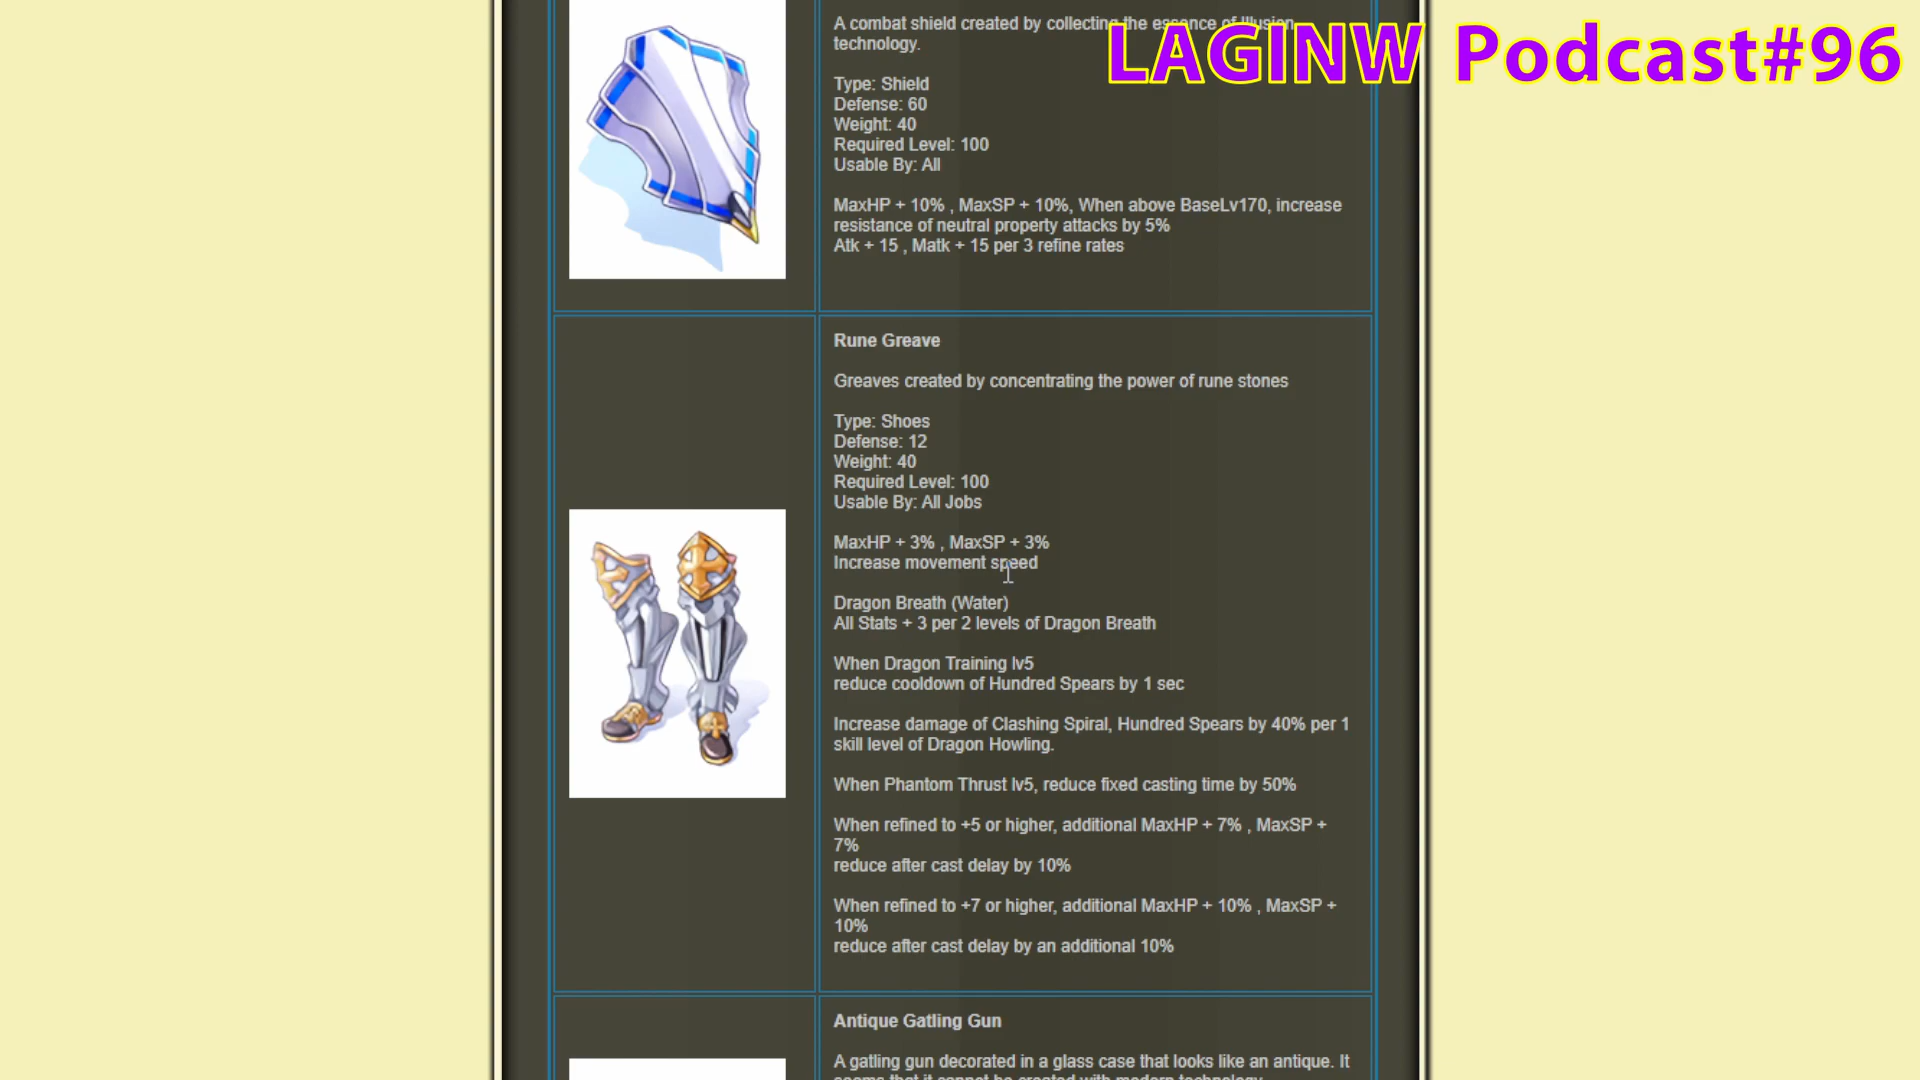 A combat shield created by collecting the essence of Illusion
technology.
LAGINW Podcast#96
Type: Shield
Defense: 60
Weight: 40
Required Level: 100
Usable By: All
MaxHP + 10% , MaxSP + 10%, When above BaseLv170, increase
resistance of neutral property attacks by 5%
Atk + 15 , Matk + 15 per 3 refine rates
Rune Greave
Greaves created by concentrating the power of rune stones
Type: Shoes
Defense: 12
Weight: 40
Required Level: 100
Usable By: All Jobs
MaxHP + 3% , MaxSP + 3%
Increase movement speed
Dragon Breath (Water)
All Stats + 3 per 2 levels of Dragon Breath
When Dragon Training lv5
reduce cooldown of Hundred Spears by 1 sec
Increase damage of Clashing Spiral, Hundred Spears by 40% per 1
skill level of Dragon Howling.
When Phantom Thrust lv5, reduce fixed casting time by 50%
When refined to +5 or higher, additional MaxHP + 7% , MaxSP +
7%
reduce after cast delay by 10%
When refined to +7 or higher, additional MaxHP + 10% , MaxSP +
10%
reduce after cast delay by an additional 10%
Antique Gatling Gun
A gatling gun decorated in a glass case that looks like an antique. It
seems that it cannot be created with modern technology.